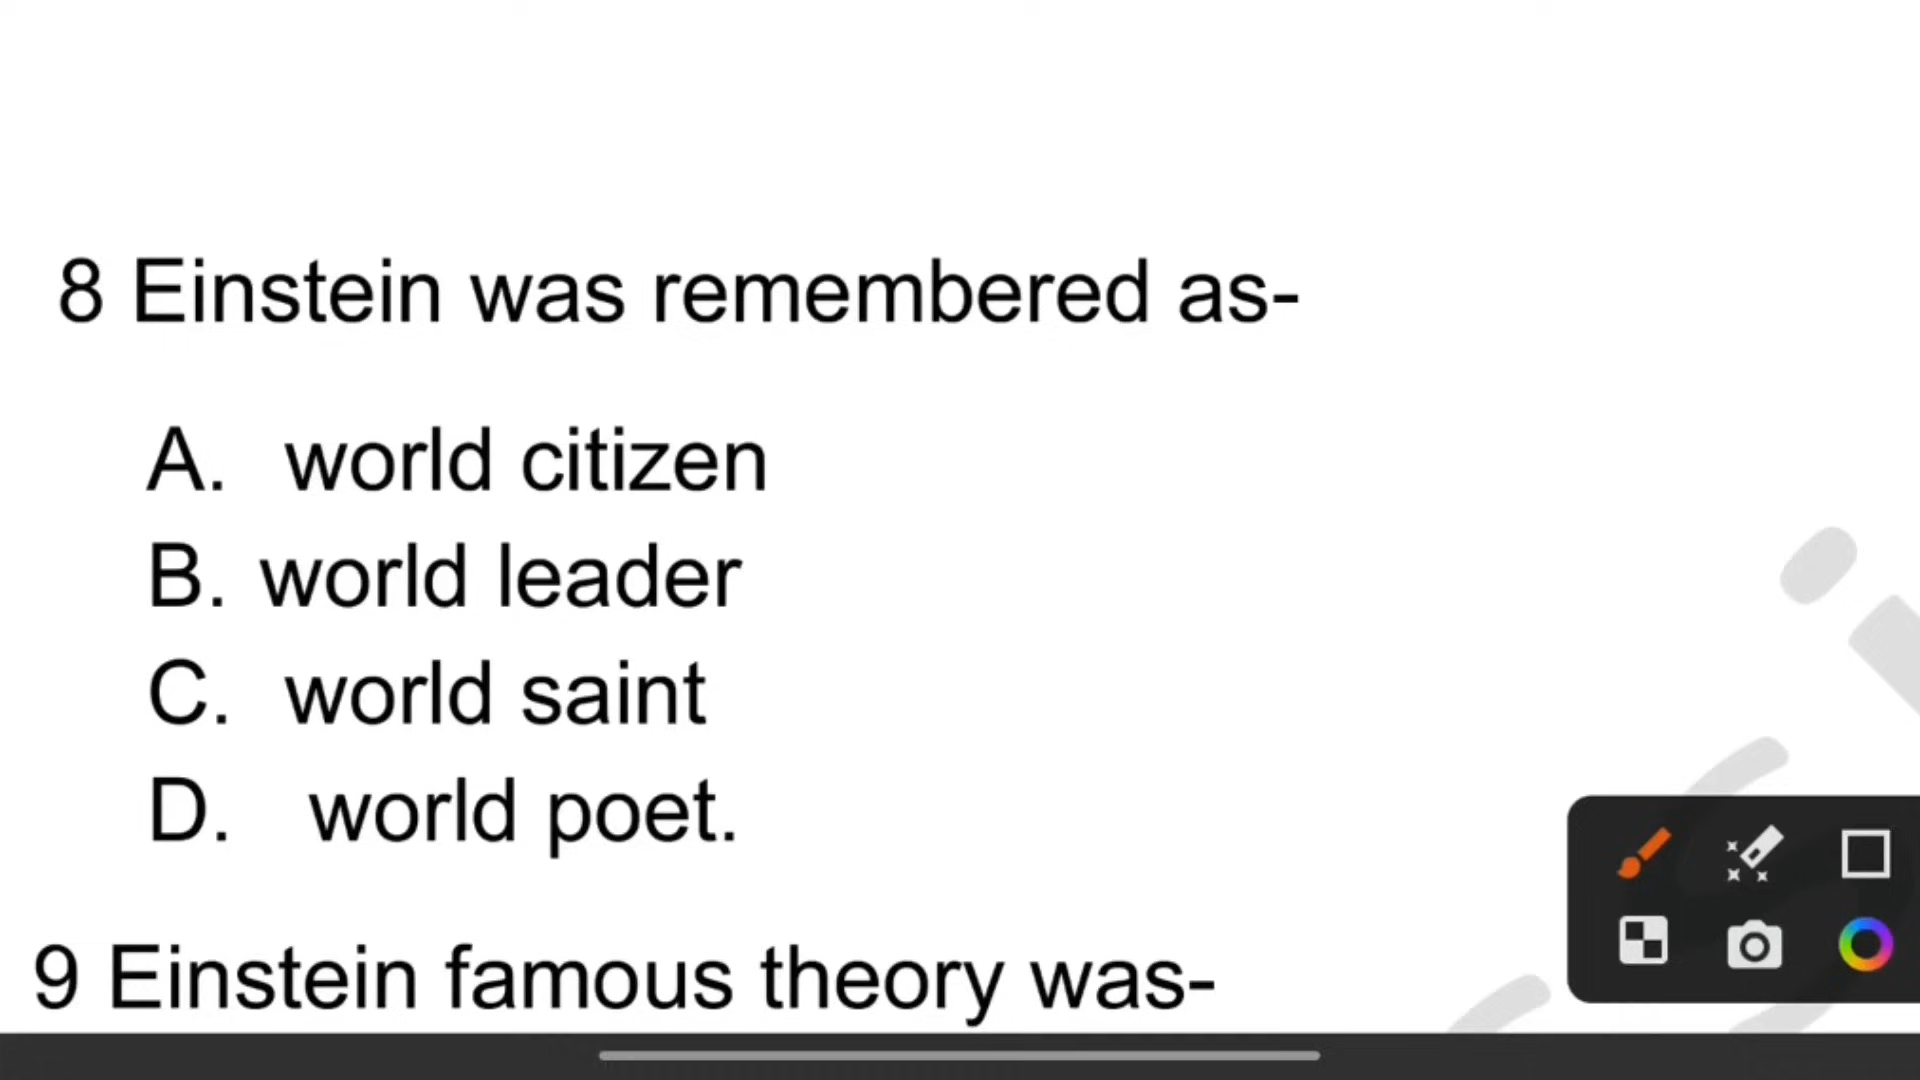 8 Einstein was remembered as-
A. world citizen
B. world leader
C. world saint
D. world poet.
9 Einstein famous theory was-